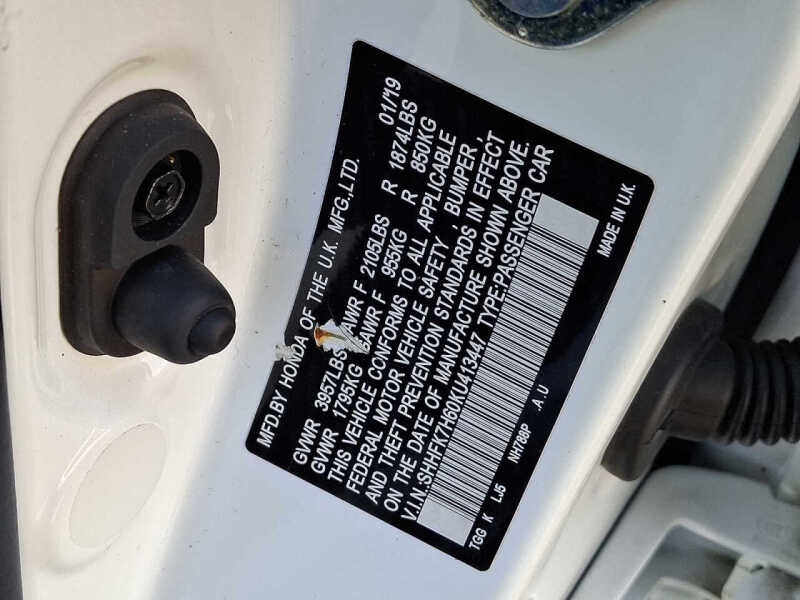 MFD.BY HONDA OF THE U.K. MFG.,LTD. 01/'19
GVWR 3957LBS GAWR F 2105LBS R 1874LBS
GVWR 1795KG GAWR F 955KG R 850KG
THIS VEHICLE CONFORMS TO ALL APPLICABLE
FEDERAL MOTOR VEHICLE SAFETY , BUMPER,
AND THEFT PREVENTION STANDARDS IN EFFECT
ON THE DATE OF MANUFACTURE SHOWN ABOVE.
V.I.N.:SHHFK7H60KU41347 TYPE:PASSENGER CAR
TGG K LJ5 NH788P .A.U MADE IN U.K.